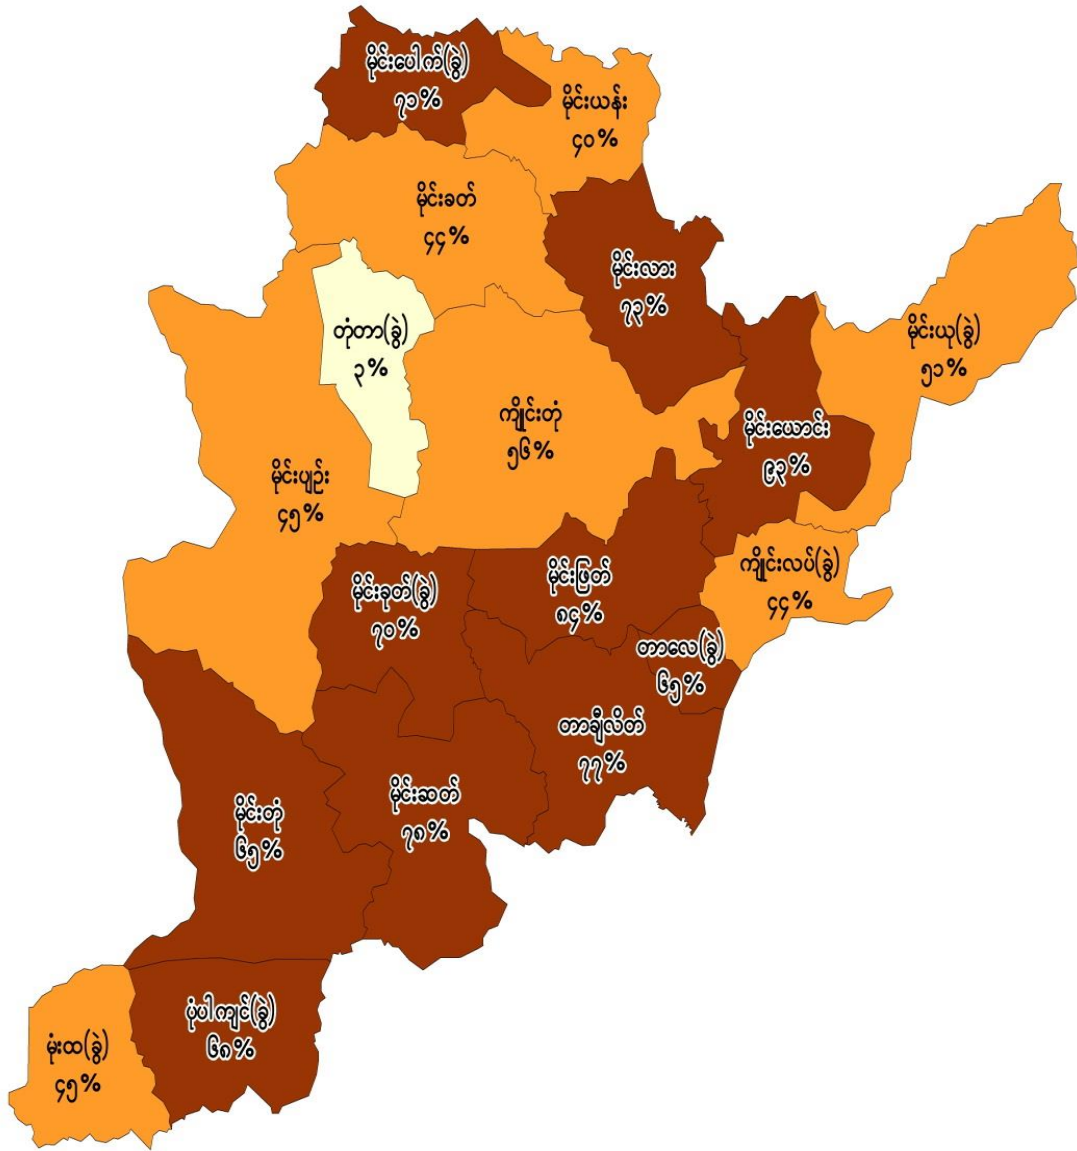 မိုင်းပေါက်(ခွဲ)
၇၁%
မိုင်းယန်း
၄၀%
မိုင်းခတ်
၄၄%
မိုင်းလား
၇၃%
တုံတာ(ခွဲ)
၃%
မိုင်းယု(ခွဲ)
၅၁%
ကျိုင်းတုံ
၅၆%
မိုင်းယောင်း
၉၃%
မိုင်းပျဉ်း
၄၅%
မိုင်းခုတ်(ခွဲ)
၇၀%
မိုင်းဖြတ်
၈၄%
ကျိုင်းလပ်(ခွဲ)
၄၄%
တာလေ(ခွဲ)
၆၅%
တာချီလိတ်
၇၇%
မိုင်းဆတ်
၇၈%
မိုင်းတုံ
၆၅%
ပုံပါကျင်(ခွဲ)
၆၈%
မုံးထ(ခွဲ)
၄၅%